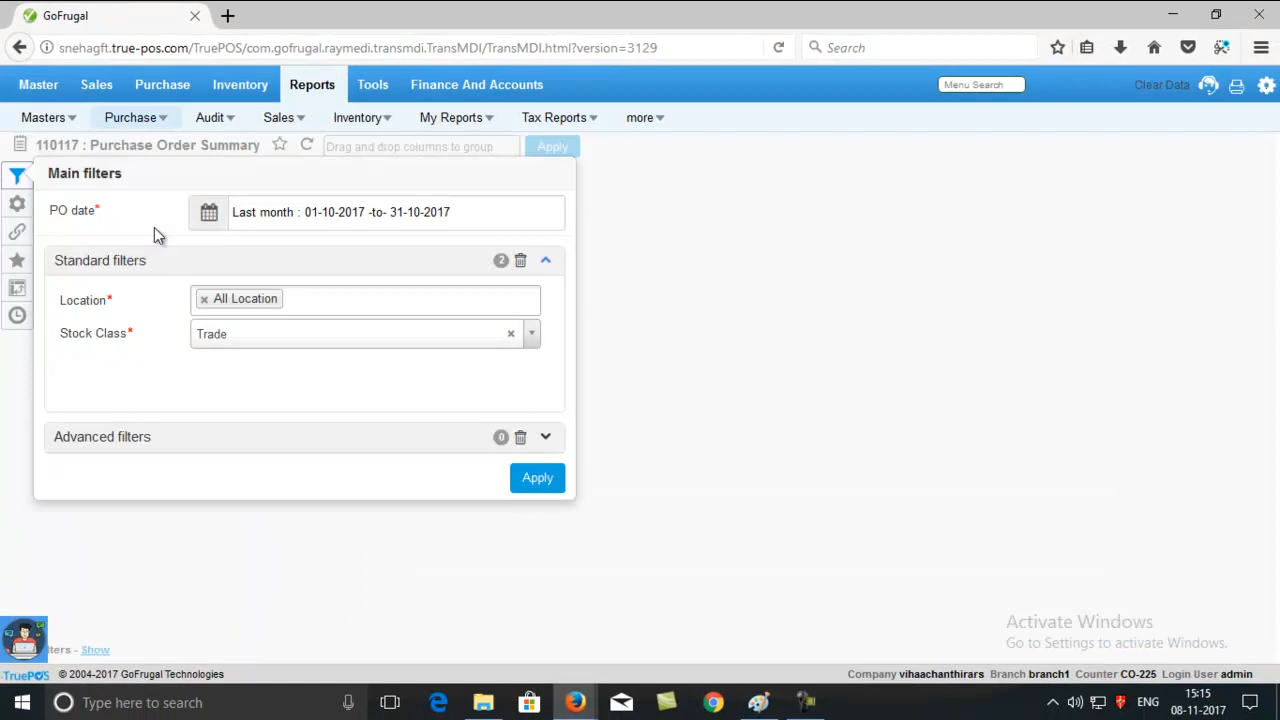 GoFrugal
snehagft.true-pos.com/TruePOS/com.gofrugal.raymedi.transmdi.TransMDI/TransMDI.html?version=3129
Search
Master Sales Purchase Inventory Reports Tools Finance And Accounts
Menu Search
Clear Data
Masters Purchase Audit Sales Inventory My Reports Tax Reports more
110117 : Purchase Order Summary
Drag and drop columns to group
Apply
Main filters
PO date*
Last month : 01-10-2017 -to- 31-10-2017
Standard filters
2
Location*
× All Location
Stock Class*
Trade
Advanced filters
0
Apply
Activate Windows
Go to Settings to activate Windows.
lters - Show
TruePOS
© 2004-2017 GoFrugal Technologies
Company vihaachanthirars Branch branch1 Counter CO-225 Login User admin
Type here to search
ENG
15:15
08-11-2017